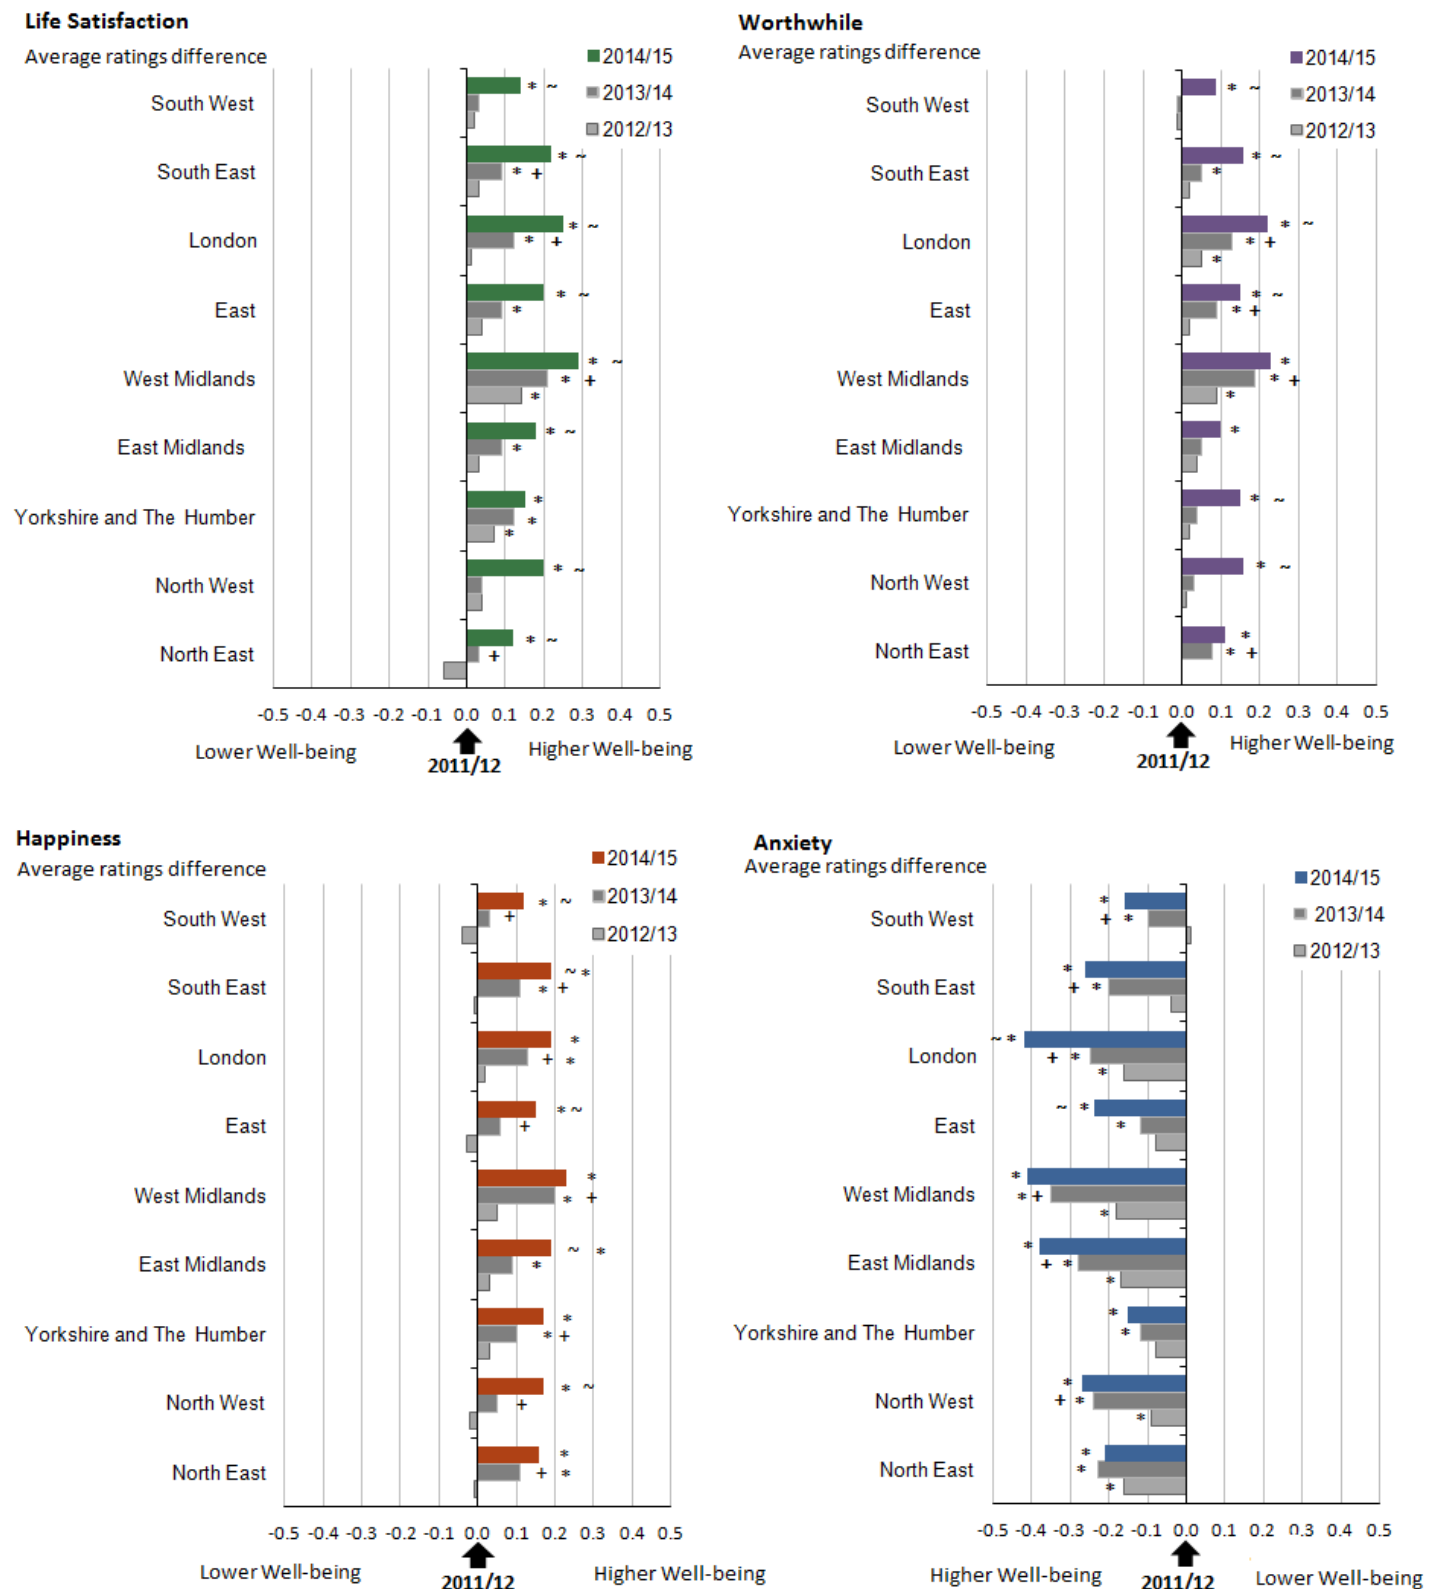 Life Satisfaction
Average ratings difference
2014/15
2013/14
2012/13
South West
* ~
South East
* ~
* +
London
* ~
* +
East
* ~
*
West Midlands
* ~
* +
*
East Midlands
* ~
*
Yorkshire and The Humber
*
*
*
North West
* ~
North East
* ~
+
-0.5 -0.4 -0.3 -0.2 -0.1 0.0 0.1 0.2 0.3 0.4 0.5
Lower Well-being
Higher Well-being
2011/12
Worthwhile
Average ratings difference
2014/15
2013/14
2012/13
South West
* ~
South East
* ~
*
London
* ~
* +
*
East
* ~
* +
West Midlands
*
* +
*
East Midlands
*
Yorkshire and The Humber
* ~
North West
* ~
North East
*
* +
-0.5 -0.4 -0.3 -0.2 -0.1 0.0 0.1 0.2 0.3 0.4 0.5
Lower Well-being
Higher Well-being
2011/12
Happiness
Average ratings difference
2014/15
2013/14
2012/13
South West
* ~
+
South East
~ *
* +
London
*
+ *
East
* ~
+
West Midlands
*
* +
East Midlands
~ *
*
Yorkshire and The Humber
*
* +
North West
* ~
+
North East
*
+ *
-0.5 -0.4 -0.3 -0.2 -0.1 0.0 0.1 0.2 0.3 0.4 0.5
Lower Well-being
Higher Well-being
2011/12
Anxiety
Average ratings difference
2014/15
2013/14
2012/13
South West
*
+ *
South East
*
+ *
London
~ *
+ *
*
East
~ *
*
West Midlands
*
* +
*
East Midlands
*
+ *
*
Yorkshire and The Humber
*
*
North West
*
+ *
*
North East
*
*
*
-0.5 -0.4 -0.3 -0.2 -0.1 0.0 0.1 0.2 0.3 0.4 0.5
Higher Well-being
Lower Well-being
2011/12